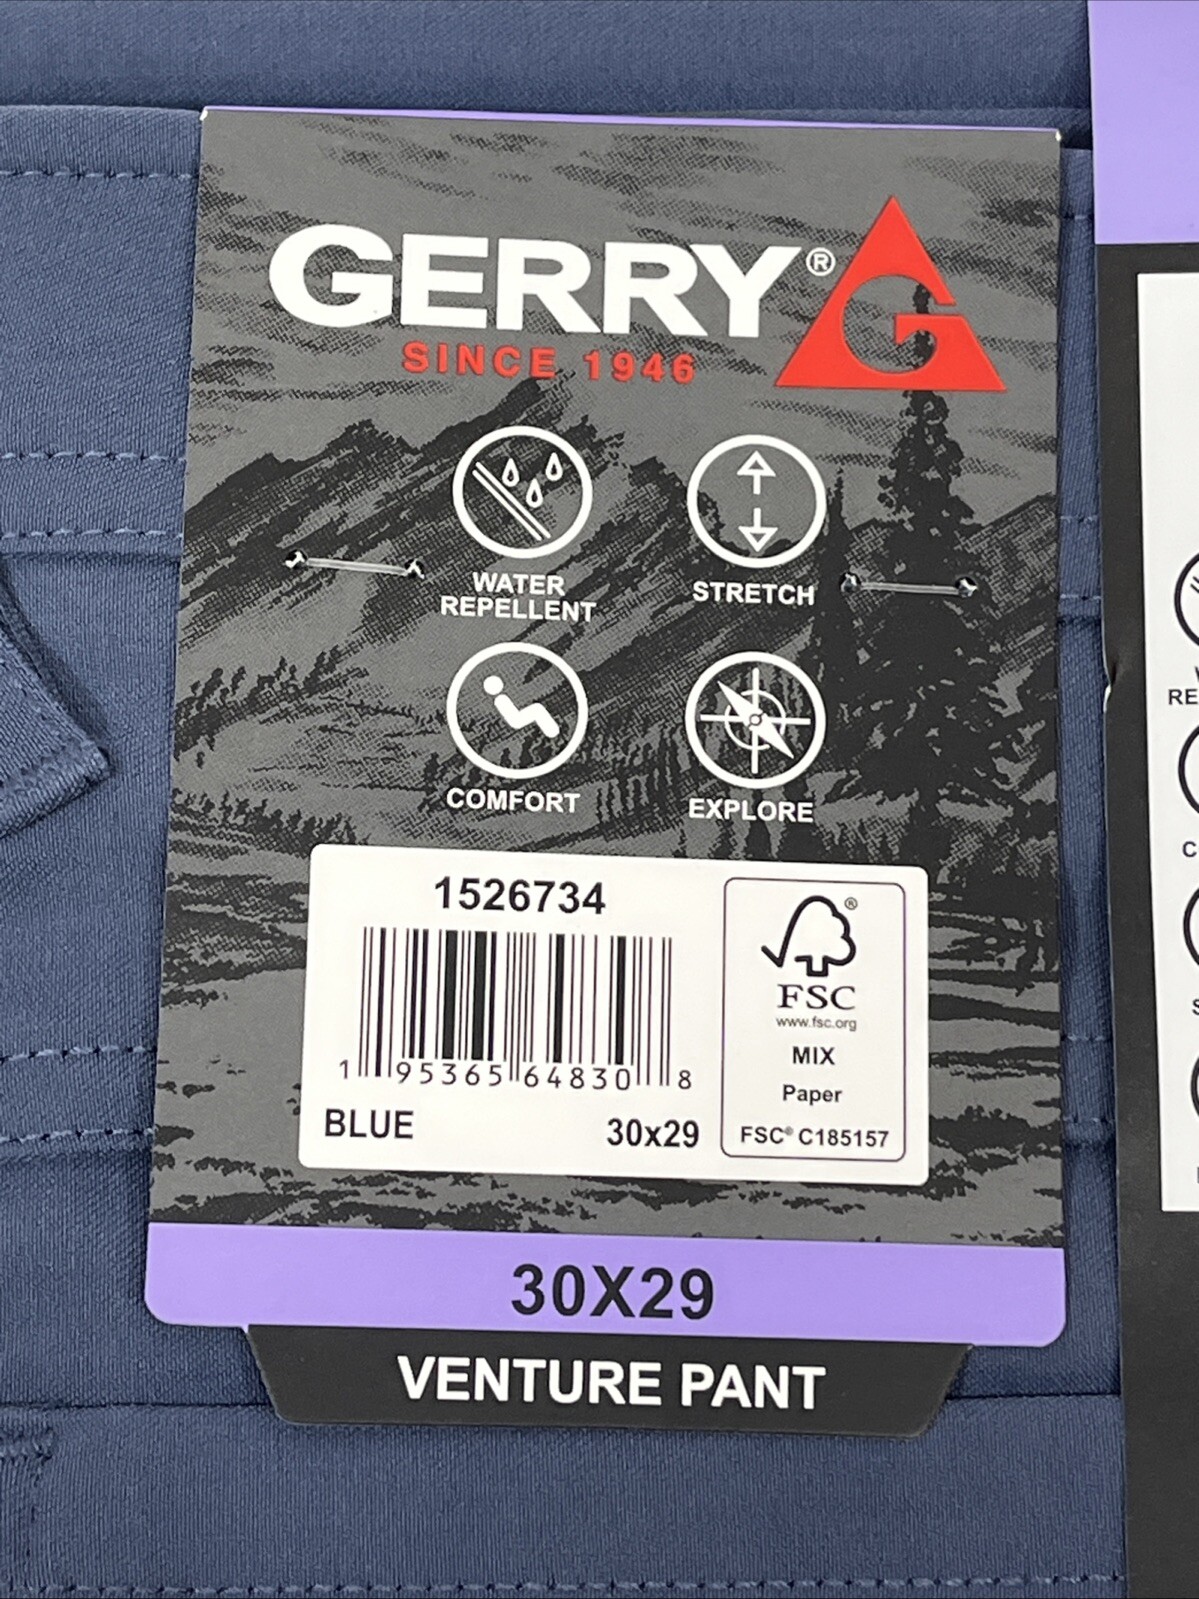 GERRY®
SINCE 1946
WATER
REPELLENT
STRETCH
COMFORT
EXPLORE
1526734
1 95365 64830 8
BLUE 30x29
FSC®
www.fsc.org
MIX
Paper
FSC® C185157
30X29
VENTURE PANT
RE
C